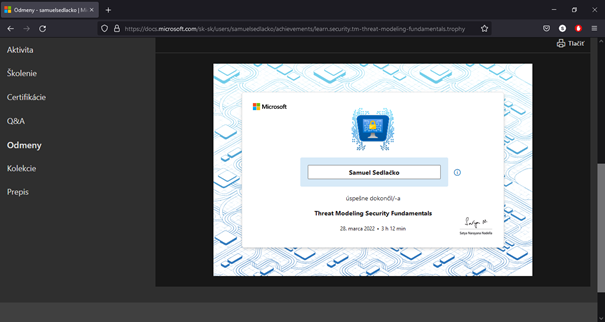 Odmeny - samuelsedlacko | Mi
https://docs.microsoft.com/sk-sk/users/samuelsedlacko/achievements/learn.security.tm-threat-modeling-fundamentals.trophy
Tlačiť
Aktivita
Školenie
Certifikácie
Q&A
Odmeny
Kolekcie
Prepis
Microsoft
Samuel Sedlačko
úspešne dokončil/-a
Threat Modeling Security Fundamentals
28. marca 2022 • 3 h 12 min
Satya Narayana Nadella